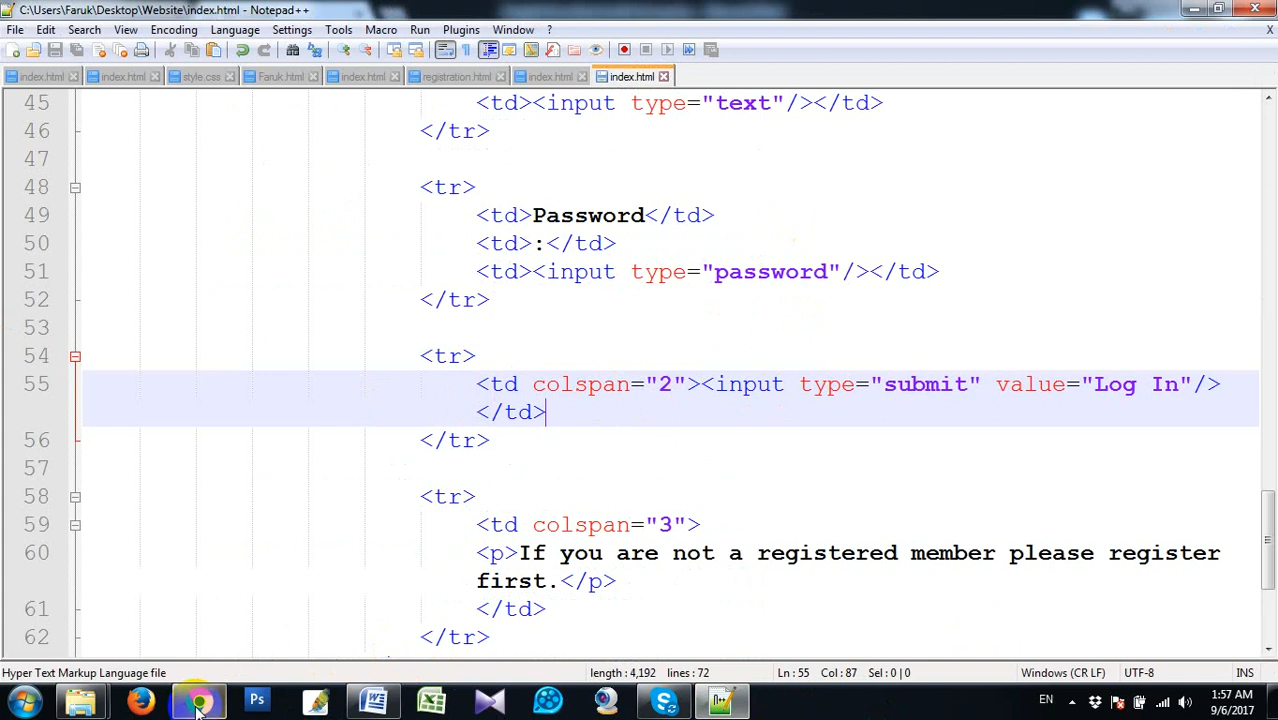 C:\Users\Faruk\Desktop\Website\index.html - Notepad++
File Edit Search View Encoding Language Settings Tools Macro Run Plugins Window ? X
index.html index.html style.css Faruk.html index.html registration.html index.html index.html
45 <td><input type="text"/></td>
46 </tr>
47
48 <tr>
49 <td>Password</td>
50 <td>:</td>
51 <td><input type="password"/></td>
52 </tr>
53
54 <tr>
55 <td colspan="2"><input type="submit" value="Log In"/>
</td>
56 </tr>
57
58 <tr>
59 <td colspan="3">
60 <p>If you are not a registered member please register
first.</p>
61 </td>
62 </tr>
Hyper Text Markup Language file length : 4,192 lines : 72 Ln : 55 Col : 87 Sel : 0 | 0 Windows (CR LF) UTF-8 INS
Ps EN 1:57 AM
9/6/2017